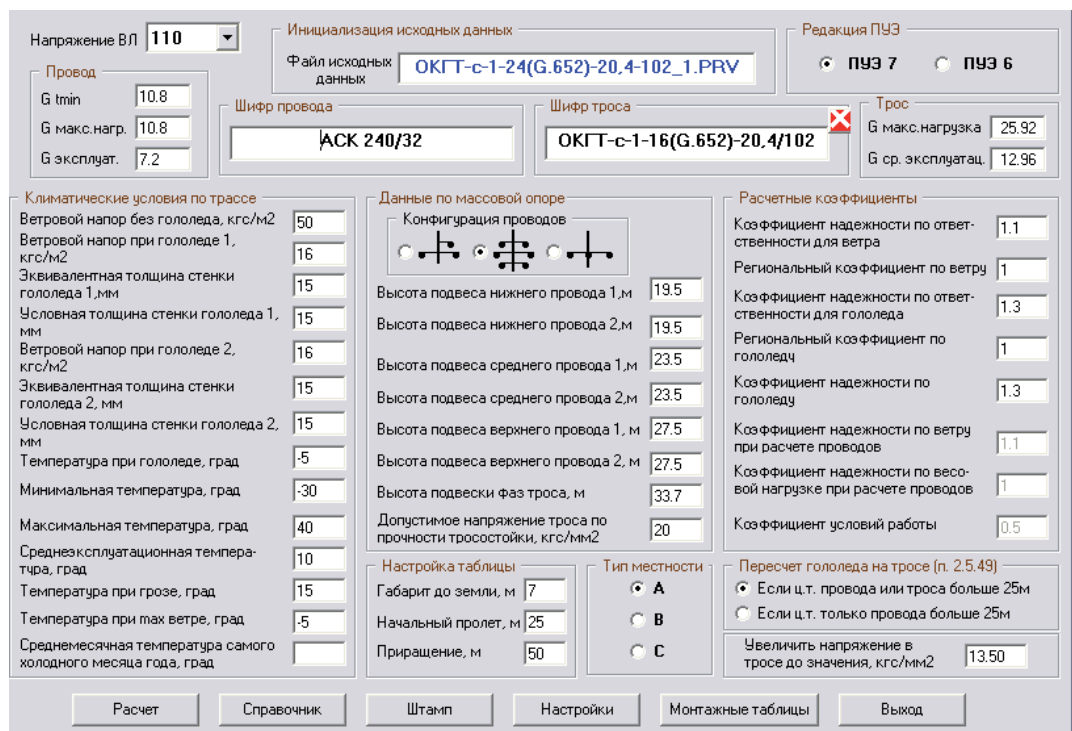 Напряжение ВЛ 110
Инициализация исходных данных
Файл исходных данных
ОКГТ-с-1-24(G.652)-20,4-102_1.PRV
Редакция ПУЭ
ПУЭ 7 ПУЭ 6
Провод
G tmin 10.8
G макс.нагр. 10.8
G эксплуат. 7.2
Шифр провода
АСК 240/32
Шифр троса
ОКГТ-с-1-16(G.652)-20,4/102
Трос
G макс.нагрузка 25.92
G ср. эксплуатац. 12.96
Климатические условия по трассе
Ветровой напор без гололеда, кгс/м2 50
Ветровой напор при гололеде 1,
кгс/м2 16
Эквивалентная толщина стенки
гололеда 1,мм 15
Условная толщина стенки гололеда 1,
мм 15
Ветровой напор при гололеде 2,
кгс/м2 16
Эквивалентная толщина стенки
гололеда 2, мм 15
Условная толщина стенки гололеда 2,
мм 15
Температура при гололеде, град -5
Минимальная температура, град -30
Максимальная температура, град 40
Среднеэксплуатационная темпера-
тура, град 10
Температура при грозе, град 15
Температура при max ветре, град -5
Среднемесячная температура самого
холодного месяца года, град
Данные по массовой опоре
Конфигурация проводов
Высота подвеса нижнего провода 1,м 19.5
Высота подвеса нижнего провода 2,м 19.5
Высота подвеса среднего провода 1,м 23.5
Высота подвеса среднего провода 2,м 23.5
Высота подвеса верхнего провода 1, м 27.5
Высота подвеса верхнего провода 2, м 27.5
Высота подвески фаз троса, м 33.7
Допустимое напряжение троса по
прочности тросостойки, кгс/мм2 20
Расчетные коэффициенты
Коэффициент надежности по ответ-
ственности для ветра 1.1
Региональный коэффициент по ветру 1
Коэффициент надежности по ответ-
ственности для гололеда 1.3
Региональный коэффициент по
гололеду 1
Коэффициент надежности по
гололеду 1.3
Коэффициент надежности по ветру
при расчете проводов 1.1
Коэффициент надежности по весо-
вой нагрузке при расчете проводов 1
Коэффициент условий работы 0.5
Настройка таблицы
Габарит до земли, м 7
Начальный пролет, м 25
Приращение, м 50
Тип местности
A
B
C
Пересчет гололеда на тросе (п. 2.5.49)
Если ц.т. провода или троса больше 25м
Если ц.т. только провода больше 25м
Увеличить напряжение в
тросе до значения, кгс/мм2 13.50
Расчет Справочник Штамп Настройки Монтажные таблицы Выход